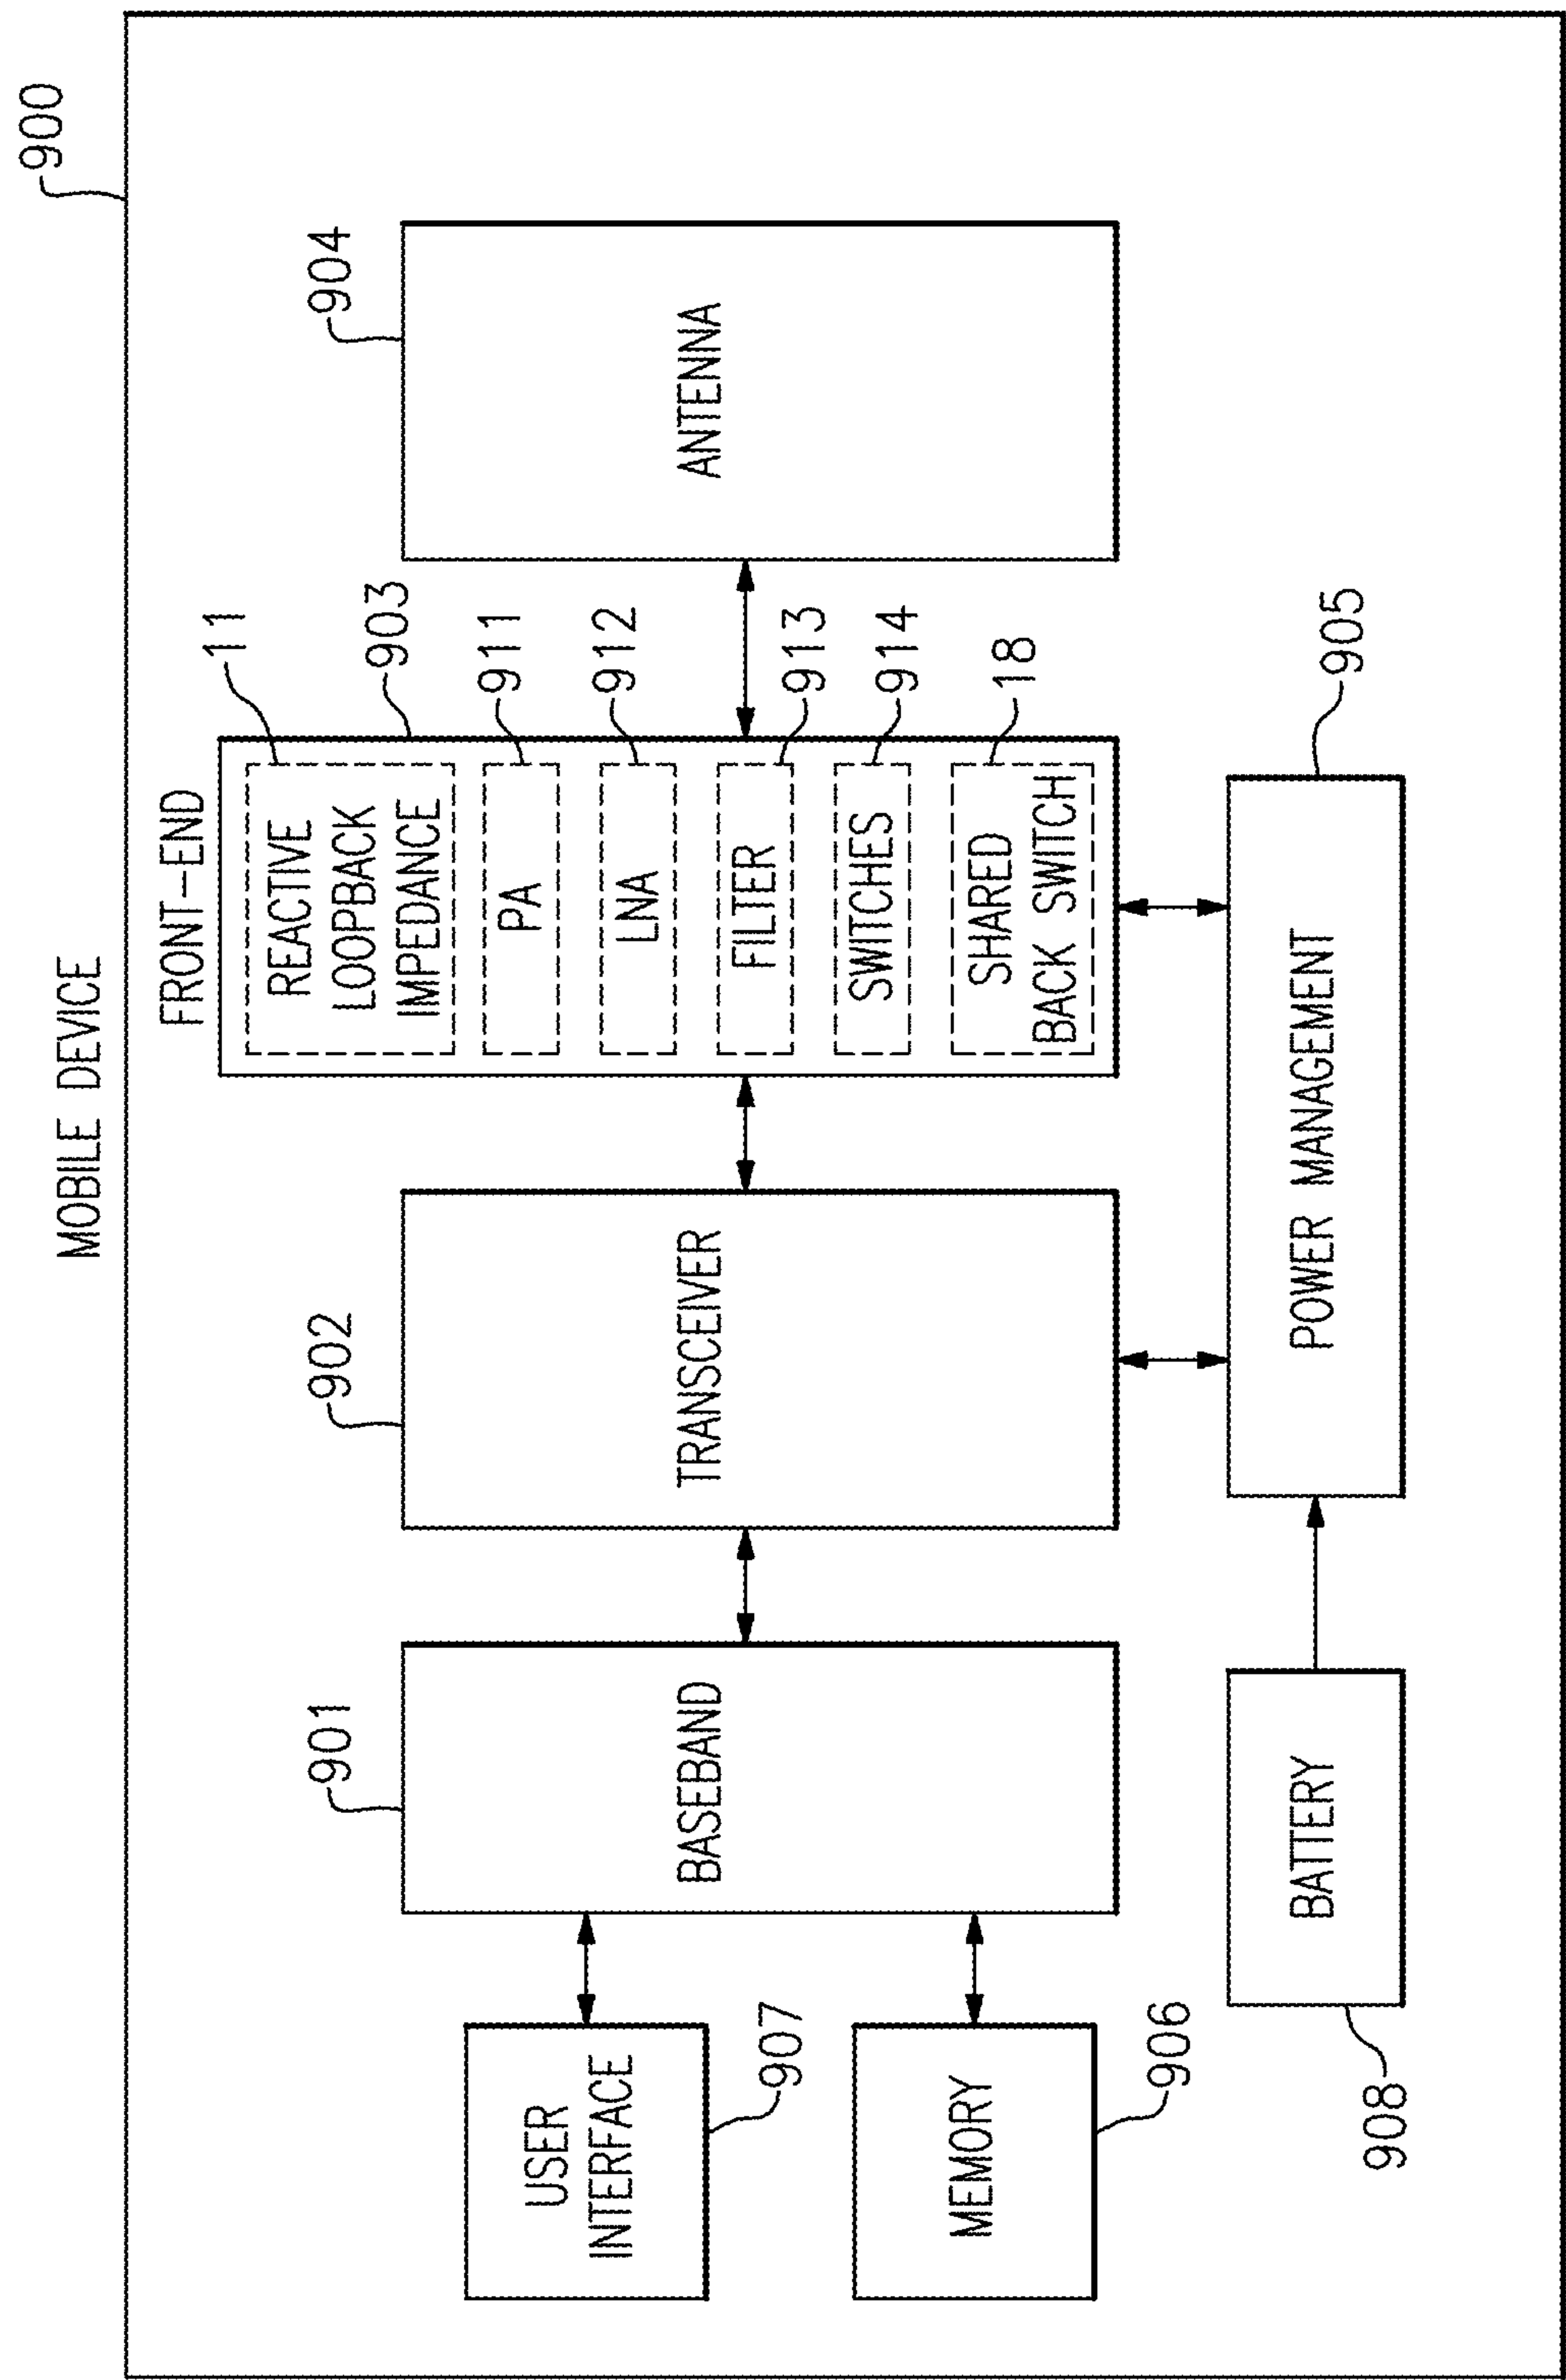 MOBILE DEVICE
900
FRONT-END
11
903
REACTIVE
LOOPBACK
IMPEDANCE
901
902
904
911
PA
USER
INTERFACE
907
912
LNA
BASEBAND
TRANSCEIVER
ANTENNA
913
FILTER
914
SWITCHES
MEMORY
906
18
SHARED
BACK SWITCH
905
BATTERY
908
POWER MANAGEMENT